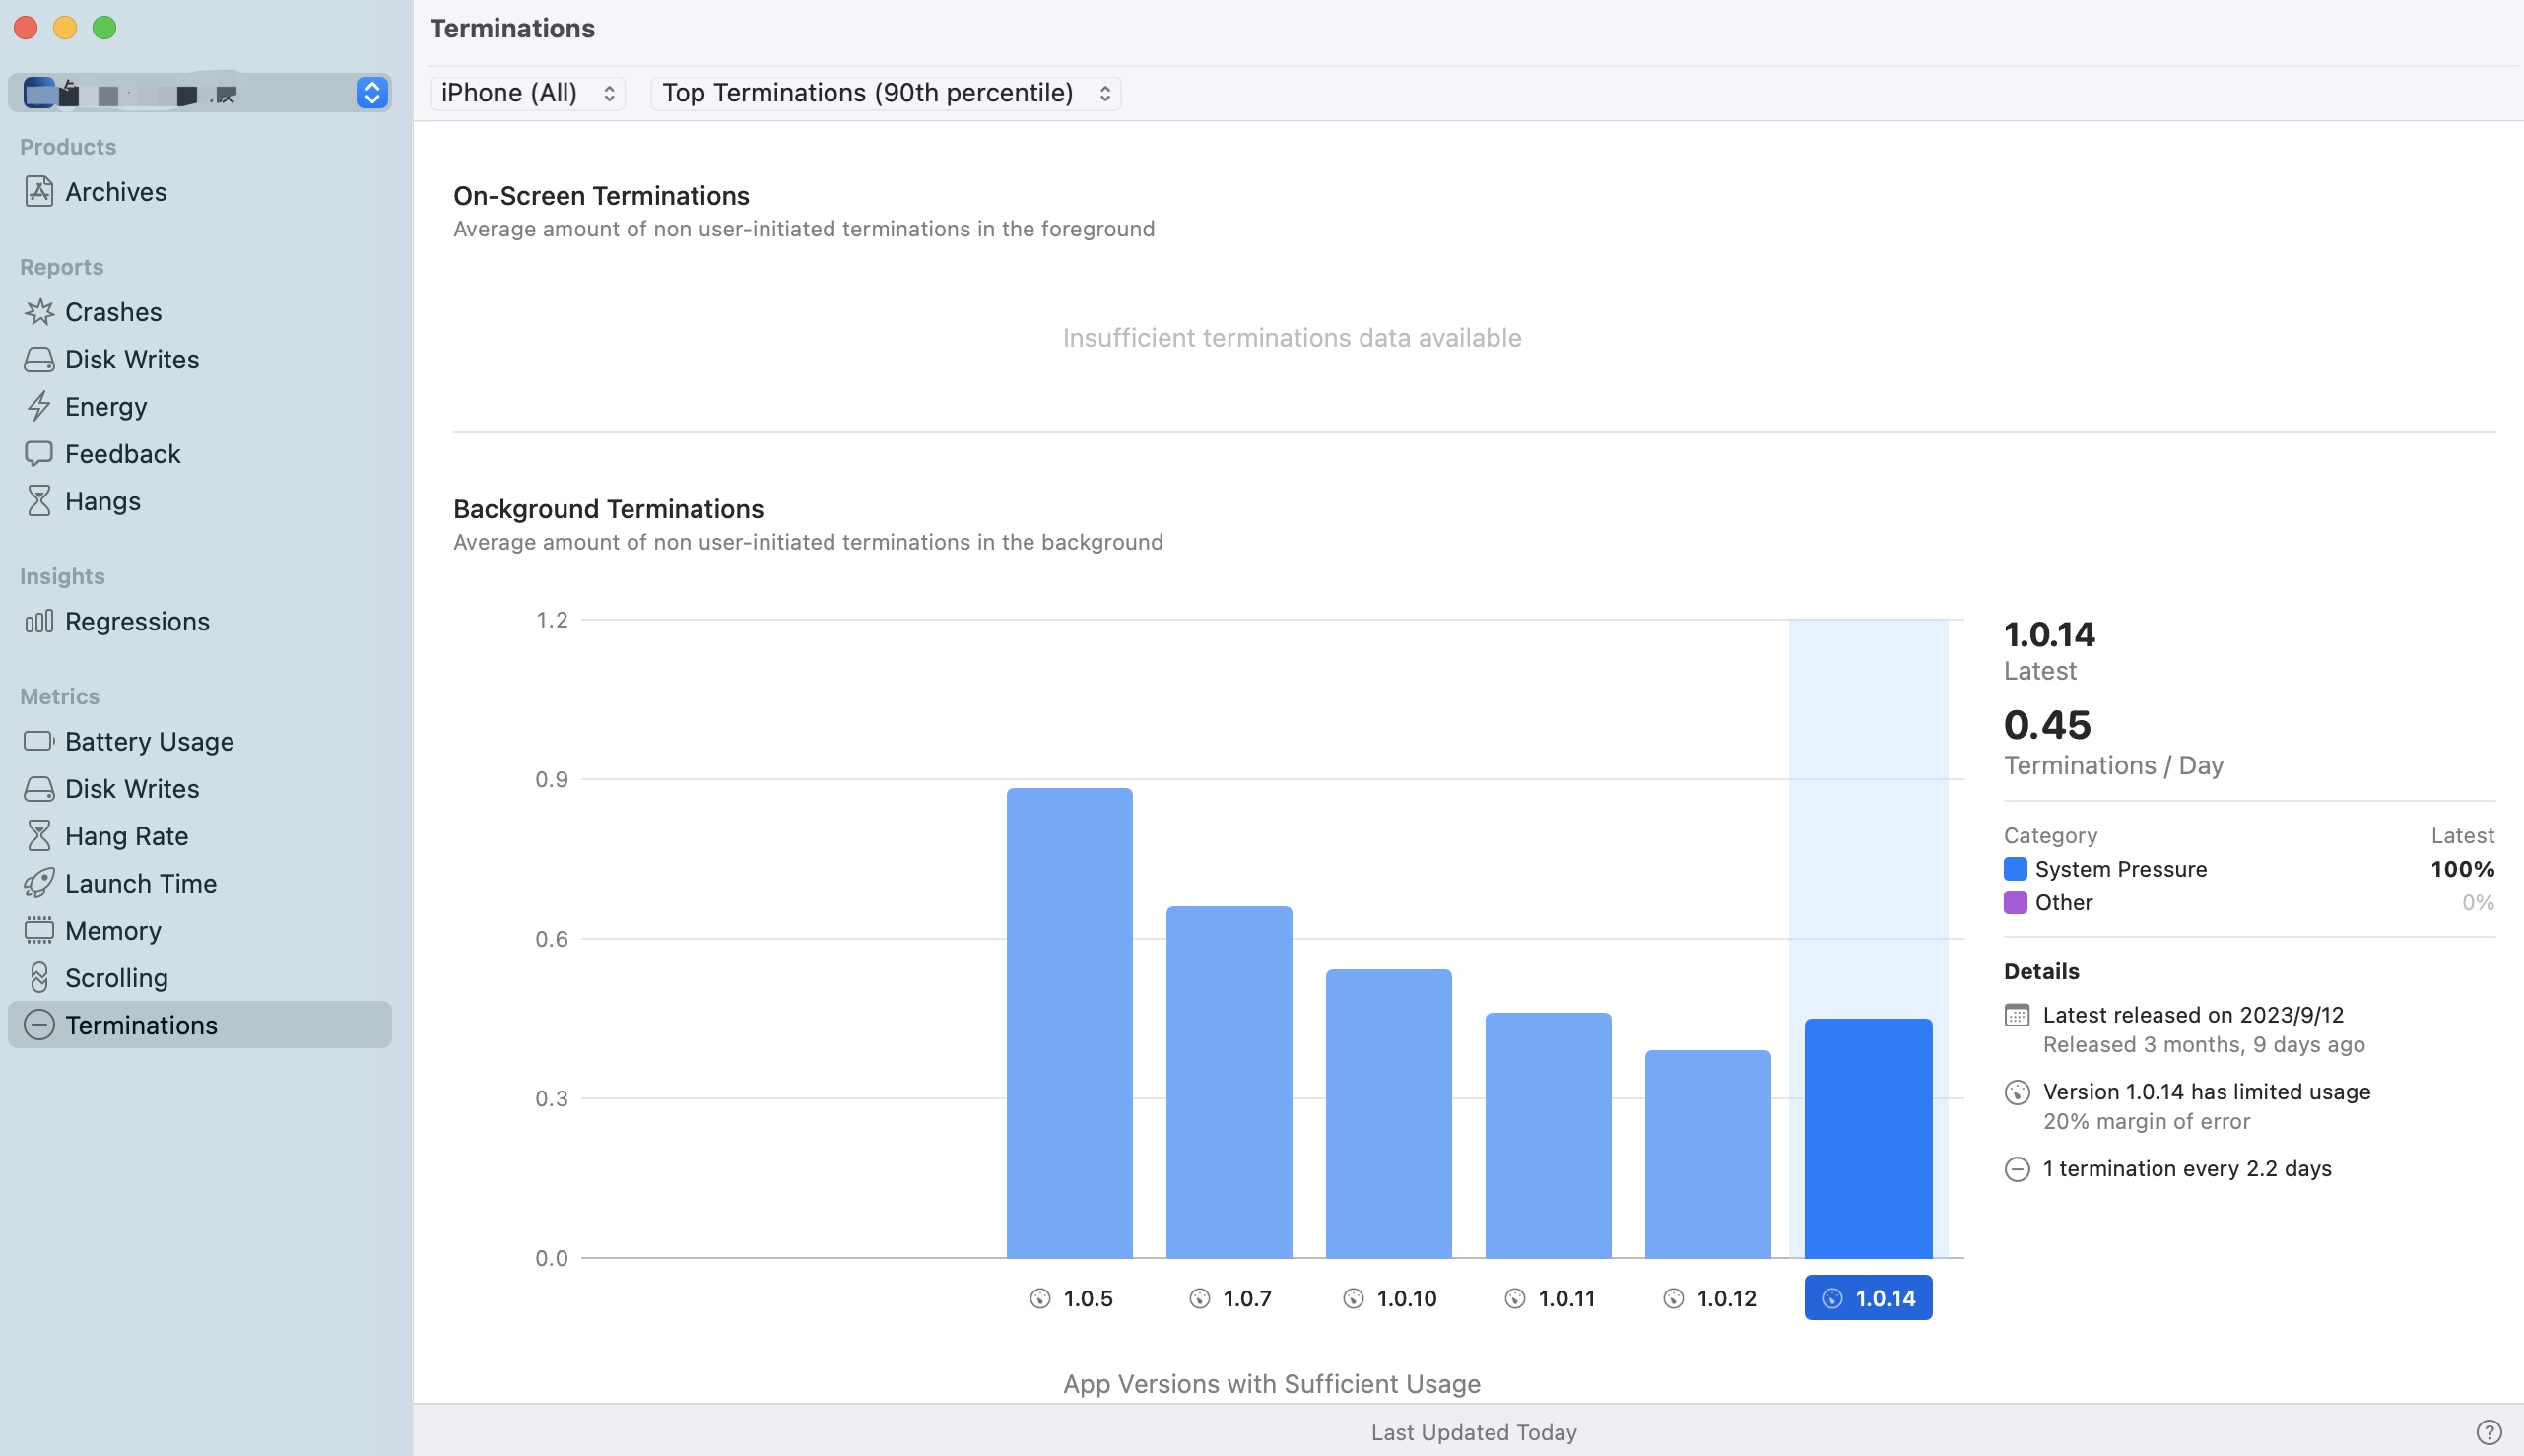 Terminations
iPhone (All)
Top Terminations (90th percentile)
Products
Archives
Reports
Crashes
Disk Writes
Energy
Feedback
Hangs
Insights
Regressions
Metrics
Battery Usage
Disk Writes
Hang Rate
Launch Time
Memory
Scrolling
Terminations
On-Screen Terminations
Average amount of non user-initiated terminations in the foreground
Insufficient terminations data available
Background Terminations
Average amount of non user-initiated terminations in the background
1.2
0.9
0.6
0.3
0.0
1.0.5
1.0.7
1.0.10
1.0.11
1.0.12
1.0.14
App Versions with Sufficient Usage
1.0.14
Latest
0.45
Terminations / Day
Category Latest
System Pressure 100%
Other 0%
Details
Latest released on 2023/9/12
Released 3 months, 9 days ago
Version 1.0.14 has limited usage
20% margin of error
1 termination every 2.2 days
Last Updated Today
?